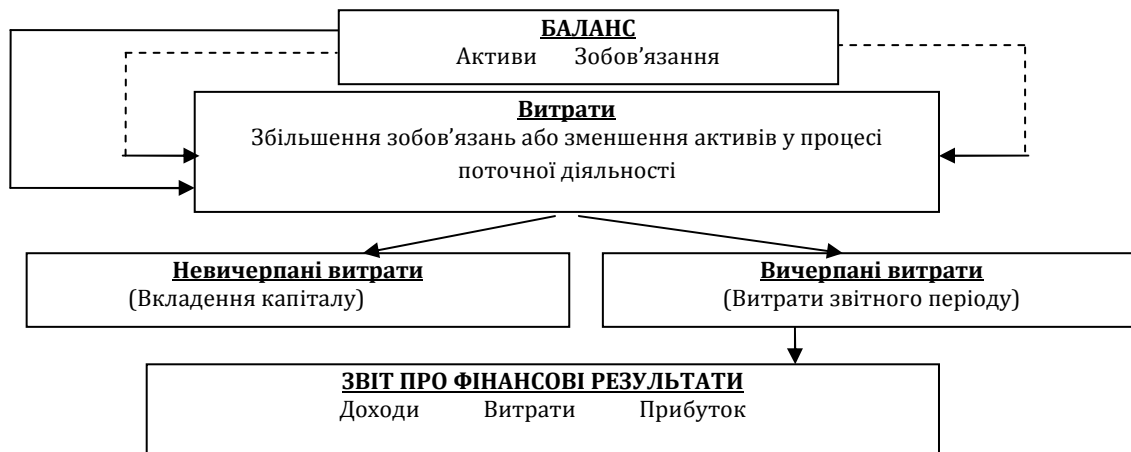 БАЛАНС
Активи Зобов’язання
Витрати
Збільшення зобов’язань або зменшення активів у процесі
поточної діяльності
Невичерпані витрати
(Вкладення капіталу)
Вичерпані витрати
(Витрати звітного періоду)
ЗВІТ ПРО ФІНАНСОВІ РЕЗУЛЬТАТИ
Доходи Витрати Прибуток